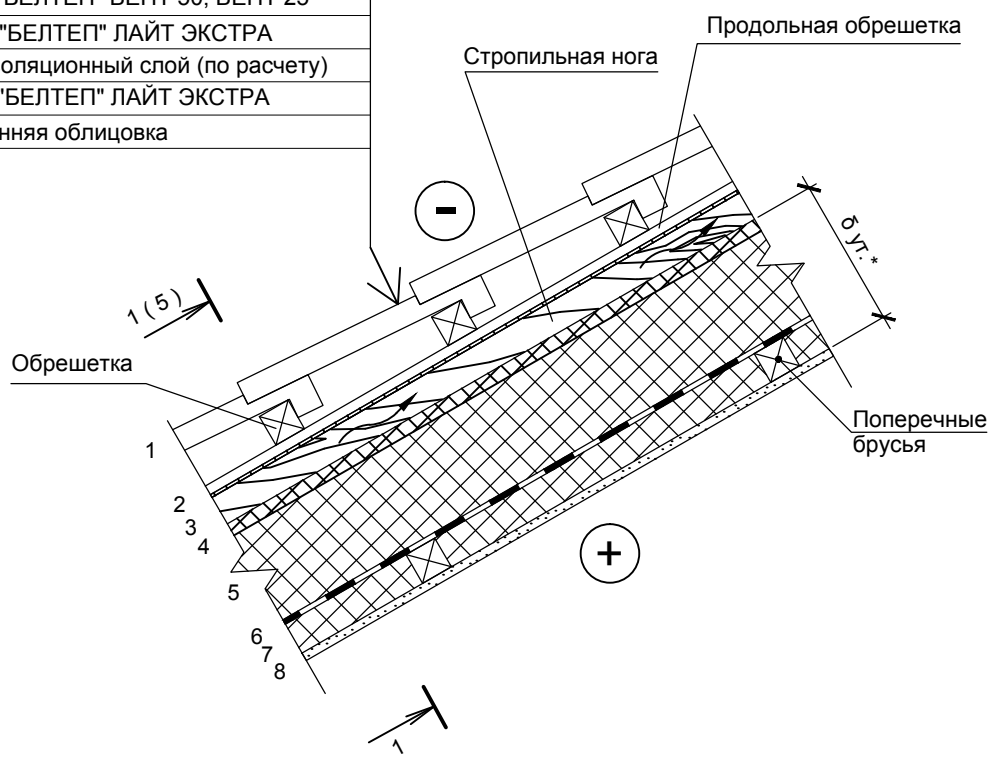 "БЕЛТЕП" ВЕНТ 50, ВЕНТ 25
"БЕЛТЕП" ЛАЙТ ЭКСТРА
оляционный слой (по расчету)
"БЕЛТЕП" ЛАЙТ ЭКСТРА
нняя облицовка
Продольная обрешетка
Стропильная нога
-
δ ут. *
1 ( 5 )
Обрешетка
Поперечные
брусья
1
2
3
4
5
6
7
8
+
1